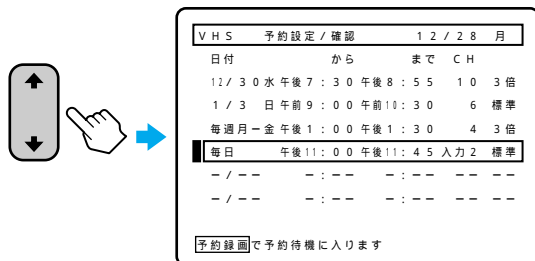 VHS 予約設定/確認 12/28 月
日付 から まで CH
12/30水 午後7:30 午後8:55 10 3倍
1/3 日 午前9:00 午前10:30 6 標準
毎週月ー金 午後1:00 午後1:30 4 3倍
毎日 午後11:00 午後11:45 入力2 標準
ー/ーー ー:ーー ー:ーー ーー ーー
ー/ーー ー:ーー ー:ーー ーー ーー
予約録画で予約待機に入ります